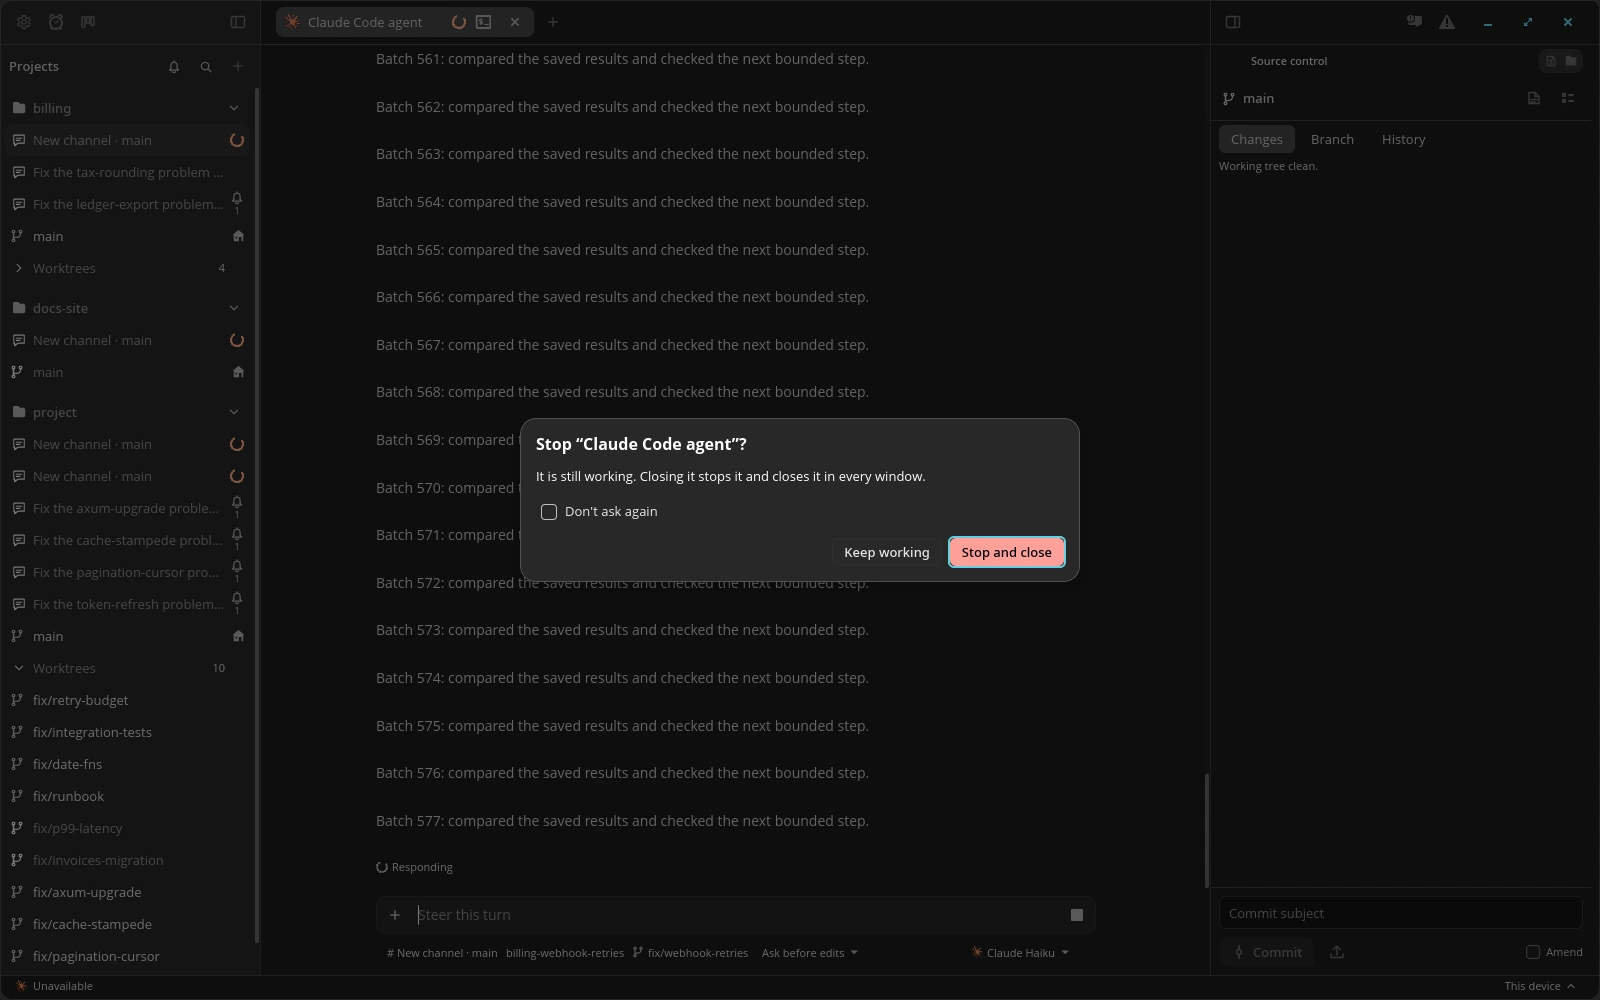 Claude Code agent
Projects
billing
New channel · main
Fix the tax-rounding problem ...
Fix the ledger-export problem...
1
main
Worktrees
4
docs-site
New channel · main
main
project
New channel · main
New channel · main
Fix the axum-upgrade proble...
1
Fix the cache-stampede probl...
1
Fix the pagination-cursor pro...
1
Fix the token-refresh problem...
1
main
Worktrees
10
fix/retry-budget
fix/integration-tests
fix/date-fns
fix/runbook
fix/p99-latency
fix/invoices-migration
fix/axum-upgrade
fix/cache-stampede
fix/pagination-cursor
Unavailable
Batch 561: compared the saved results and checked the next bounded step.
Batch 562: compared the saved results and checked the next bounded step.
Batch 563: compared the saved results and checked the next bounded step.
Batch 564: compared the saved results and checked the next bounded step.
Batch 565: compared the saved results and checked the next bounded step.
Batch 566: compared the saved results and checked the next bounded step.
Batch 567: compared the saved results and checked the next bounded step.
Batch 568: compared the saved results and checked the next bounded step.
Batch 569: compared
Batch 570: compared
Batch 571: compared
Batch 572: compared the saved results and checked the next bounded step.
Batch 573: compared the saved results and checked the next bounded step.
Batch 574: compared the saved results and checked the next bounded step.
Batch 575: compared the saved results and checked the next bounded step.
Batch 576: compared the saved results and checked the next bounded step.
Batch 577: compared the saved results and checked the next bounded step.
Stop “Claude Code agent”?
It is still working. Closing it stops it and closes it in every window.
Don't ask again
Keep working
Stop and close
Responding
Steer this turn
# New channel · main
billing-webhook-retries
fix/webhook-retries
Ask before edits
Claude Haiku
Source control
main
Changes
Branch
History
Working tree clean.
Commit subject
Commit
Amend
This device